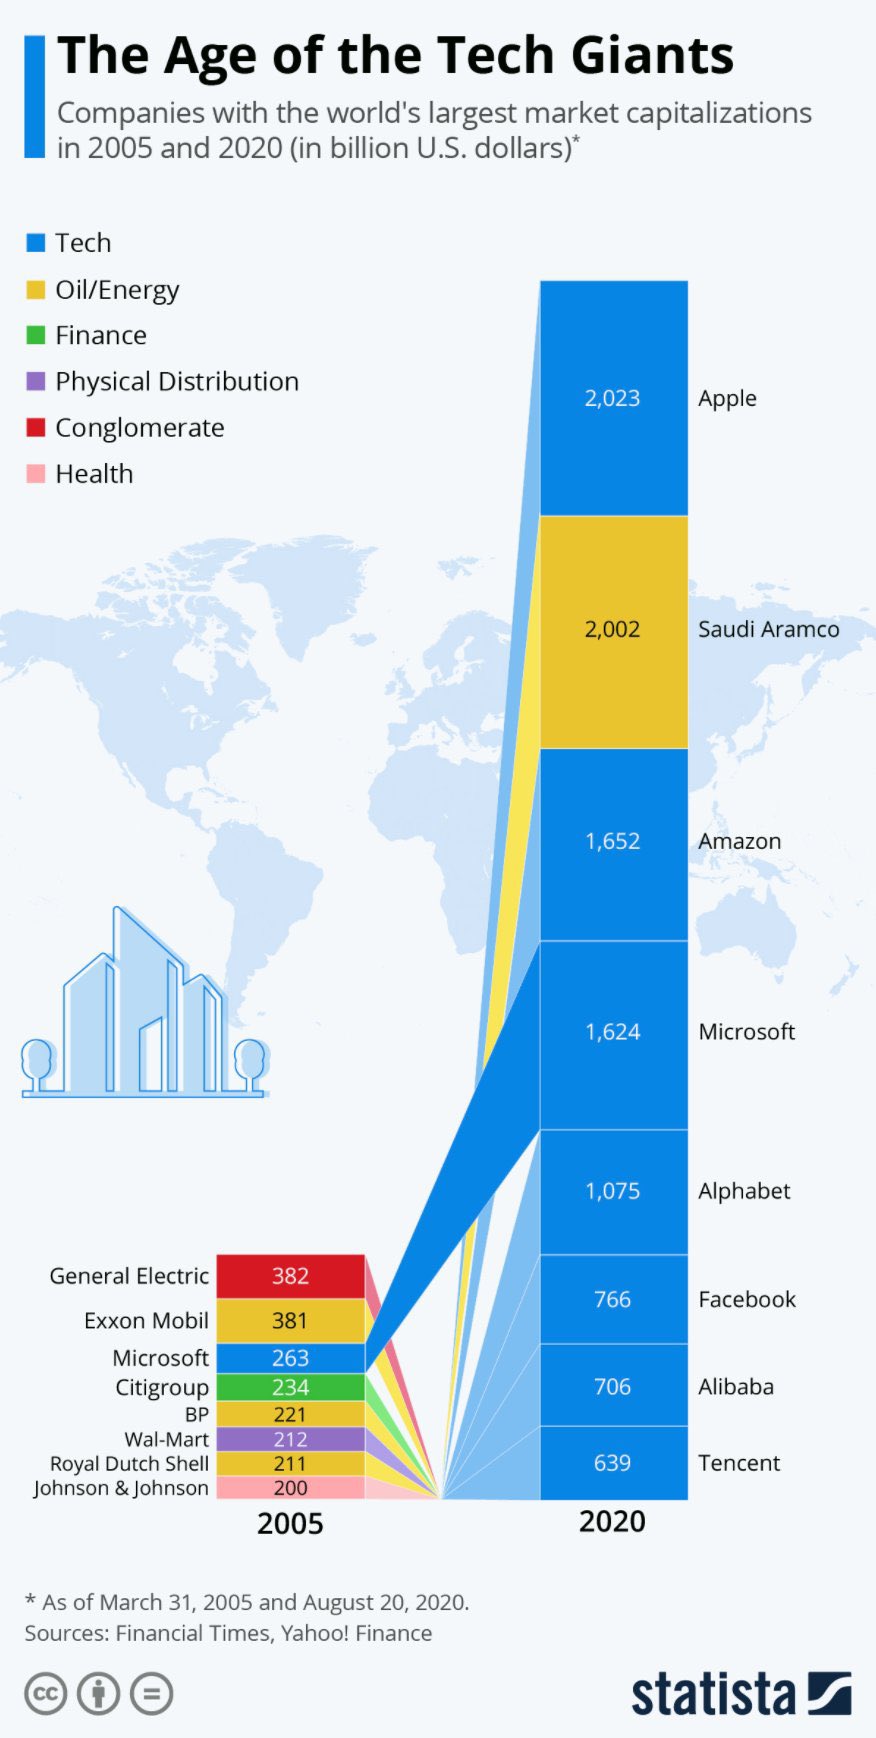 The Age of the Tech Giants
Companies with the world's largest market capitalizations
in 2005 and 2020 (in billion U.S. dollars)*
Tech
Oil/Energy
Finance
Physical Distribution
Conglomerate
Health
2,023 Apple
2,002 Saudi Aramco
1,652 Amazon
1,624 Microsoft
1,075 Alphabet
General Electric 382
766 Facebook
Exxon Mobil 381
Microsoft 263
706 Alibaba
Citigroup 234
BP 221
Wal-Mart 212
Royal Dutch Shell 211
639 Tencent
Johnson & Johnson 200
2005 2020
* As of March 31, 2005 and August 20, 2020.
Sources: Financial Times, Yahoo! Finance
cc =
statista